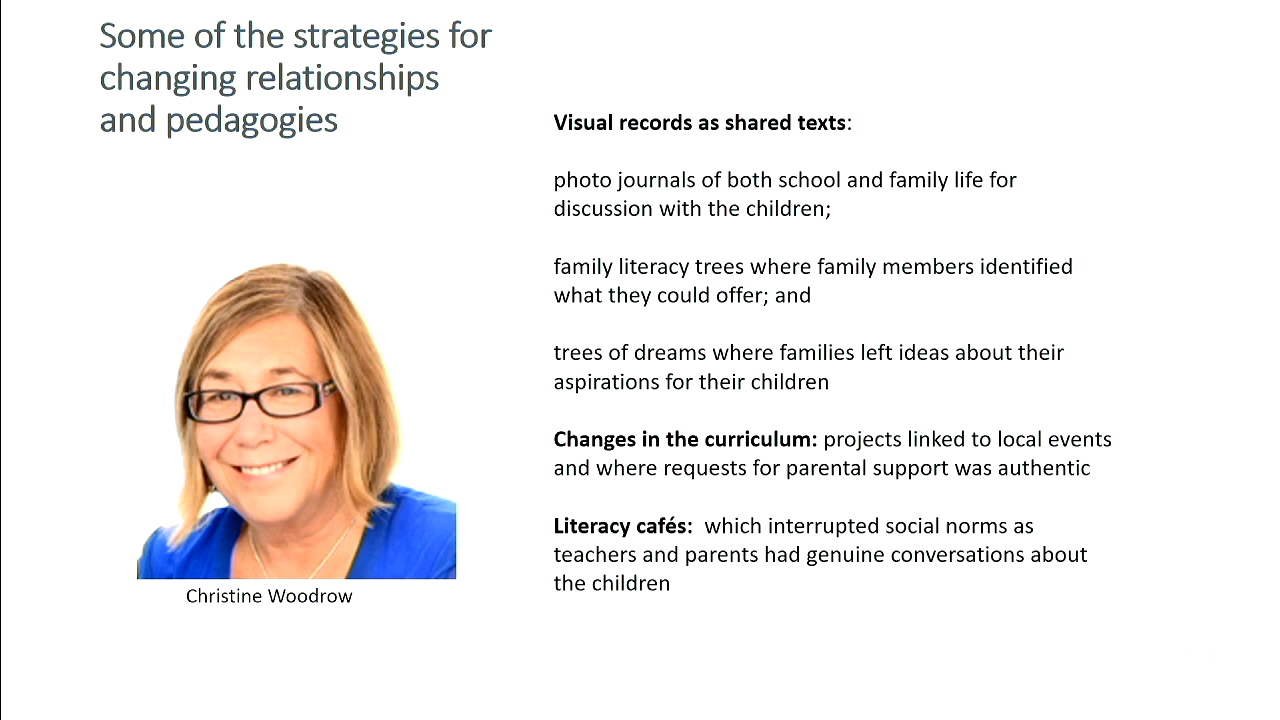 Some of the strategies for
changing relationships
and pedagogies
Visual records as shared texts:
photo journals of both school and family life for
discussion with the children;
family literacy trees where family members identified
what they could offer; and
trees of dreams where families left ideas about their
aspirations for their children
Changes in the curriculum: projects linked to local events
and where requests for parental support was authentic
Literacy cafés:  which interrupted social norms as
teachers and parents had genuine conversations about
the children
Christine Woodrow